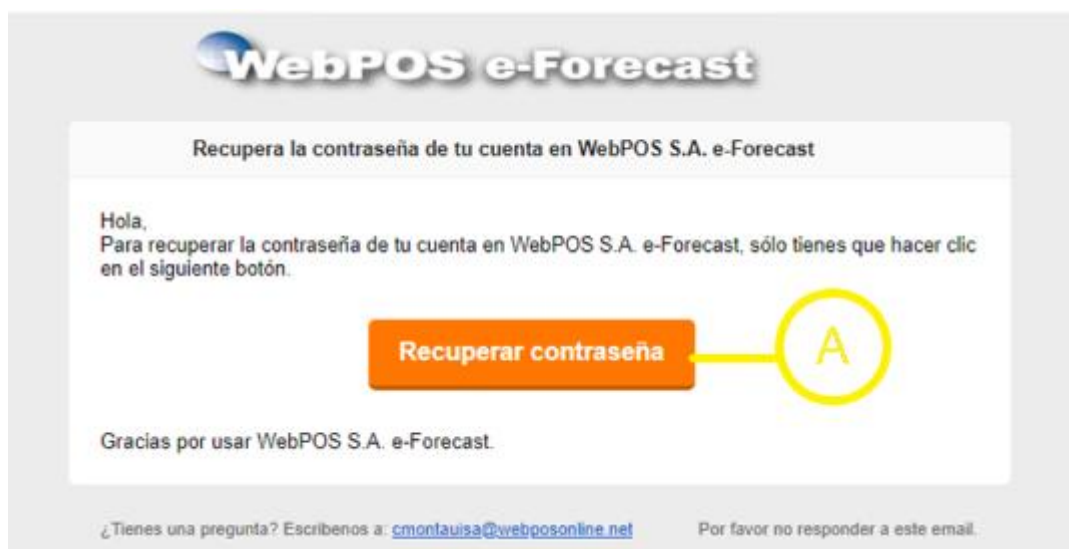 WebPOS e-Forecast
Recupera la contraseña de tu cuenta en WebPOS S.A. e-Forecast
Hola,
Para recuperar la contraseña de tu cuenta en WebPOS S.A. e-Forecast, sólo tienes que hacer clic
en el siguiente botón.
Recuperar contraseña
A
Gracias por usar WebPOS S.A. e-Forecast.
¿Tienes una pregunta? Escribenos a: cmontauisa@webposonline.net Por favor no responder a este email.